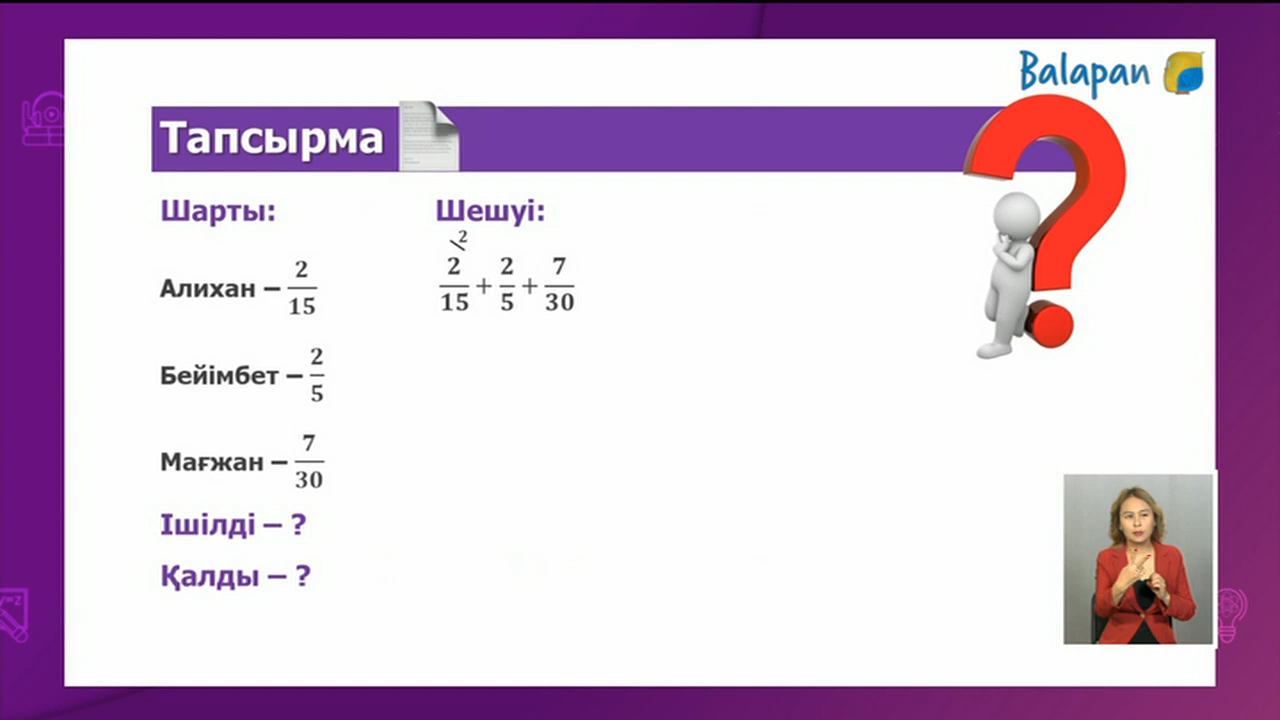 Balapan
Тапсырма
Шарты:
Алихан – 2/15
Бейімбет – 2/5
Мағжан – 7/30
Ішілді – ?
Қалды – ?
Шешуі:
2
2/15 + 2/5 + 7/30